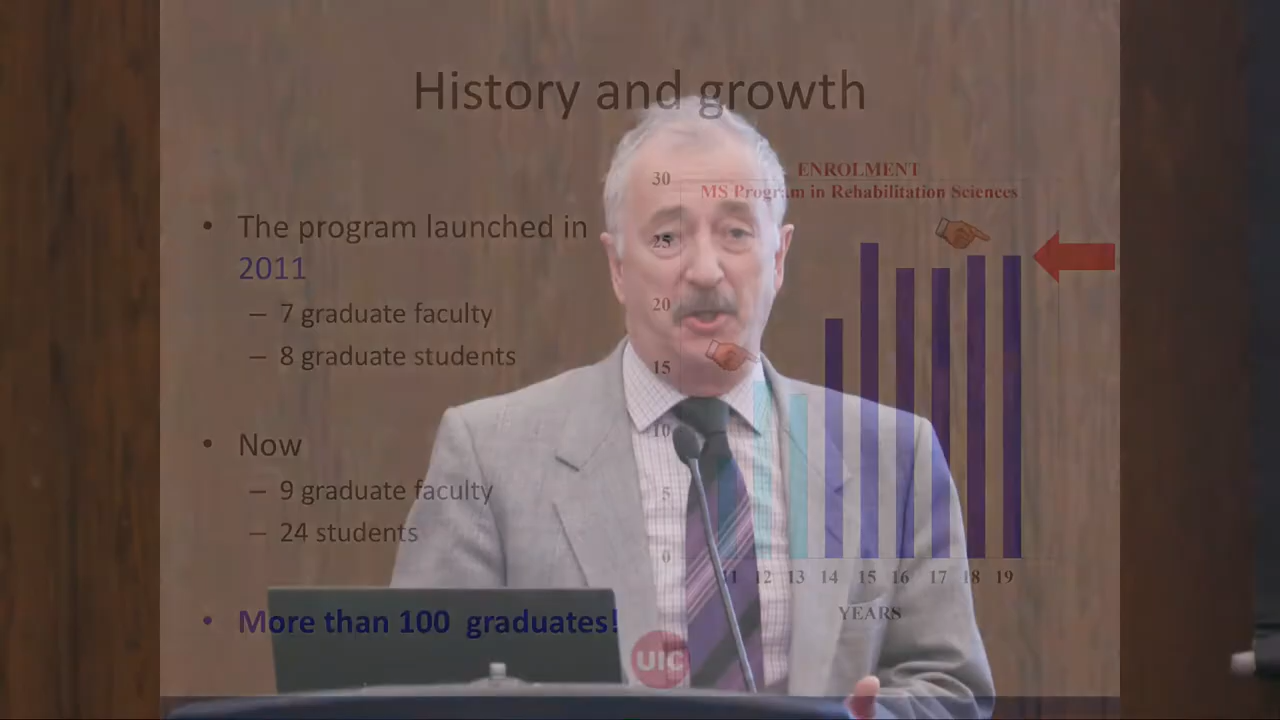 History and growth
• The program launched in
2011
– 7 graduate faculty
– 8 graduate students
• Now
– 9 graduate faculty
– 24 students
• More than 100 graduates!
ENROLMENT
MS Program in Rehabilitation Sciences
30
25
20
15
10
5
0
11 12 13 14 15 16 17 18 19
YEARS
UIC